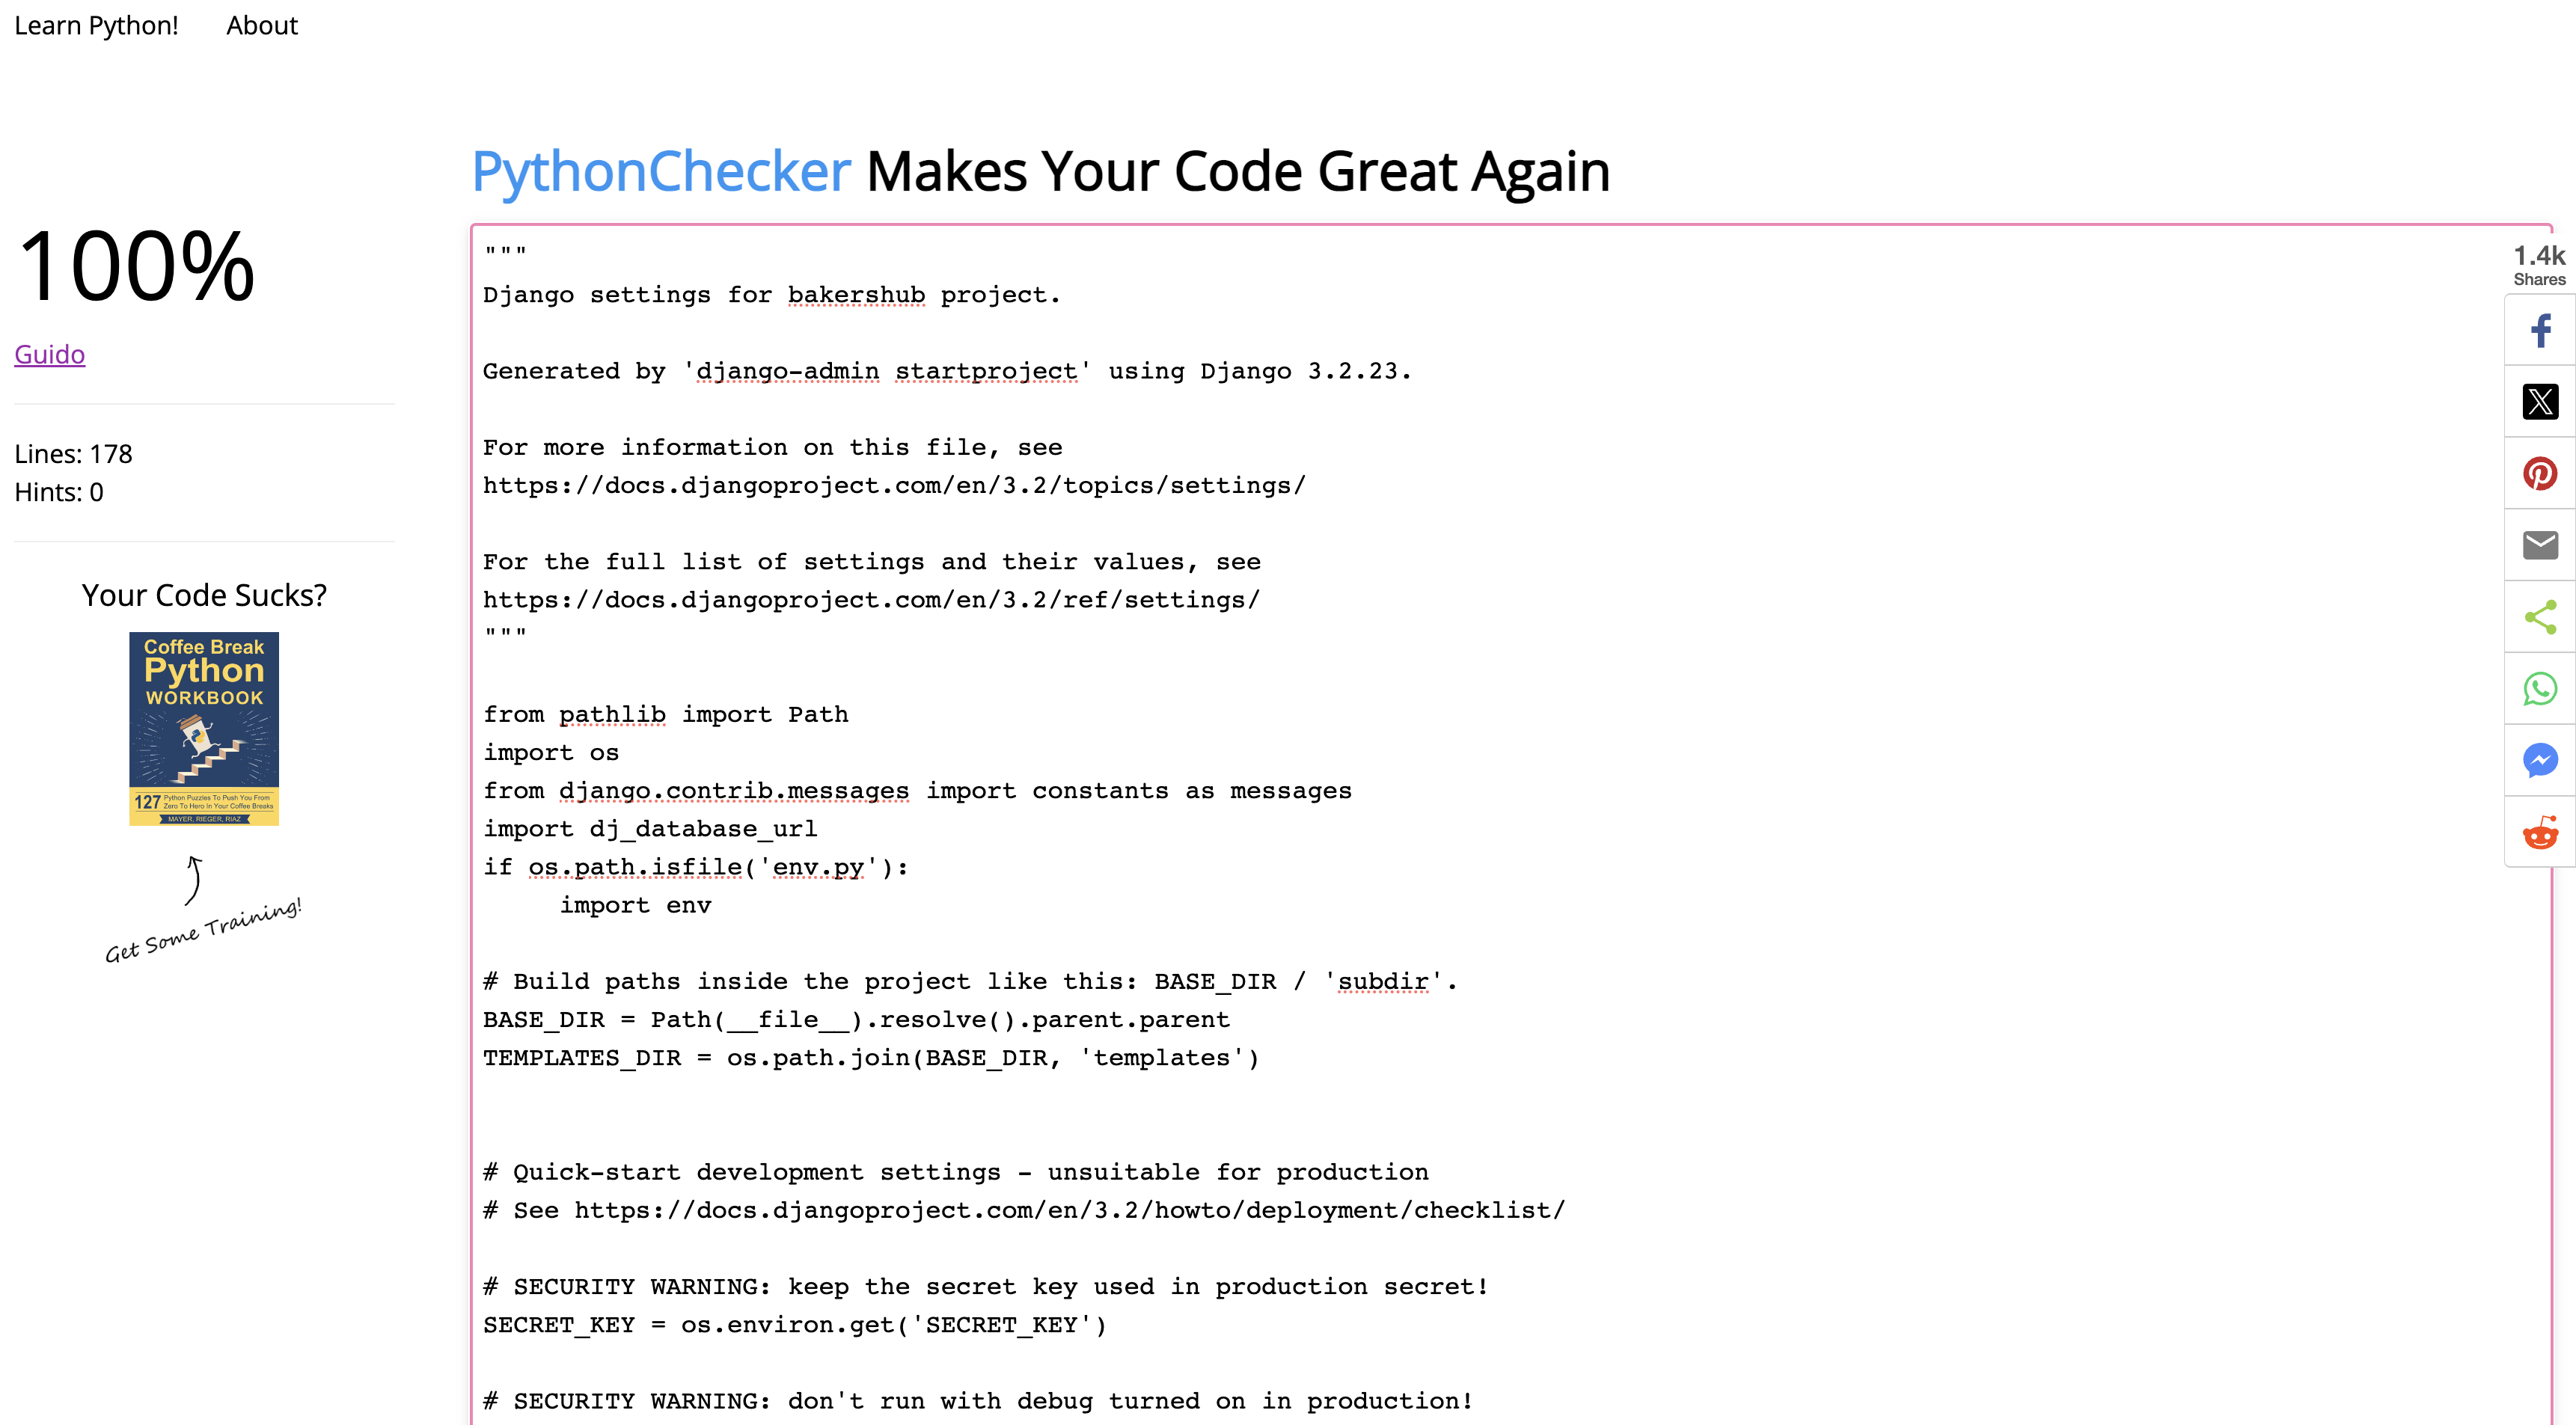 Learn Python!
About
PythonChecker Makes Your Code Great Again
100%
Guido
Lines: 178
Hints: 0
Your Code Sucks?
Coffee Break
Python
WORKBOOK
127 Python Puzzles To Push You From
Zero To Hero In Your Coffee Breaks
MAYER, RIEGER, RIAZ
Get Some Training!
"""
Django settings for bakershub project.
Generated by 'django-admin startproject' using Django 3.2.23.
For more information on this file, see
https://docs.djangoproject.com/en/3.2/topics/settings/
For the full list of settings and their values, see
https://docs.djangoproject.com/en/3.2/ref/settings/
"""
from pathlib import Path
import os
from django.contrib.messages import constants as messages
import dj_database_url
if os.path.isfile('env.py'):
     import env
# Build paths inside the project like this: BASE_DIR / 'subdir'.
BASE_DIR = Path(__file__).resolve().parent.parent
TEMPLATES_DIR = os.path.join(BASE_DIR, 'templates')
# Quick-start development settings - unsuitable for production
# See https://docs.djangoproject.com/en/3.2/howto/deployment/checklist/
# SECURITY WARNING: keep the secret key used in production secret!
SECRET_KEY = os.environ.get('SECRET_KEY')
# SECURITY WARNING: don't run with debug turned on in production!
1.4k
Shares